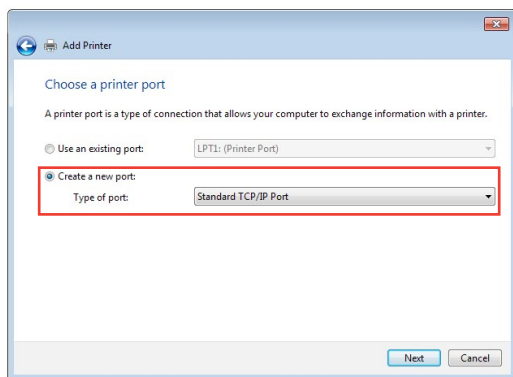 Add Printer
Choose a printer port
A printer port is a type of connection that allows your computer to exchange information with a printer.
Use an existing port:
LPT1: (Printer Port)
Create a new port:
Type of port:
Standard TCP/IP Port
Next
Cancel